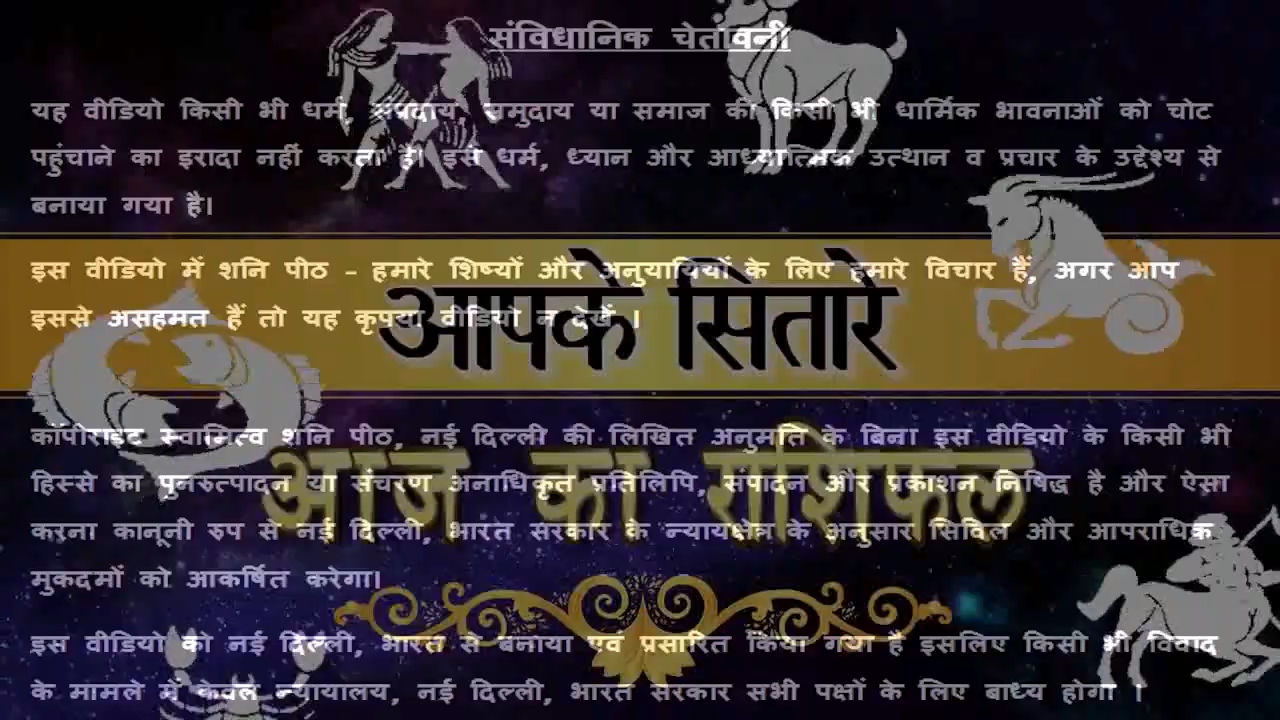 संविधानिक चेतावनी
यह वीडियो किसी भी धर्म, संप्रदाय, समुदाय या समाज की किसी भी धार्मिक भावनाओं को चोट
पहुंचाने का इरादा नहीं करता है। इसे धर्म, ध्यान और आध्यात्मिक उत्थान व प्रचार के उद्देश्य से
बनाया गया है।
इस वीडियो में शनि पीठ - हमारे शिष्यों और अनुयायियों के लिए हमारे विचार हैं, अगर आप
इससे असहमत हैं तो यह कृपया वीडियो न देखें ।
आपके सितारे
कॉपीराइट स्वामित्व शनि पीठ, नई दिल्ली की लिखित अनुमति के बिना इस वीडियो के किसी भी
आज का राशिफल
हिस्से का पुनरुत्पादन या संचरण अनाधिकृत प्रतिलिपि, संपादन और प्रकाशन निषिद्ध है और ऐसा
करना कानूनी रुप से नई दिल्ली, भारत सरकार के न्यायक्षेत्र के अनुसार सिविल और आपराधिक
मुकदमों को आकर्षित करेगा।
इस वीडियो को नई दिल्ली, भारत से बनाया एवं प्रसारित किया गया है इसलिए किसी भी विवाद
के मामले में केवल न्यायालय, नई दिल्ली, भारत सरकार सभी पक्षों के लिए बाध्य होगा ।